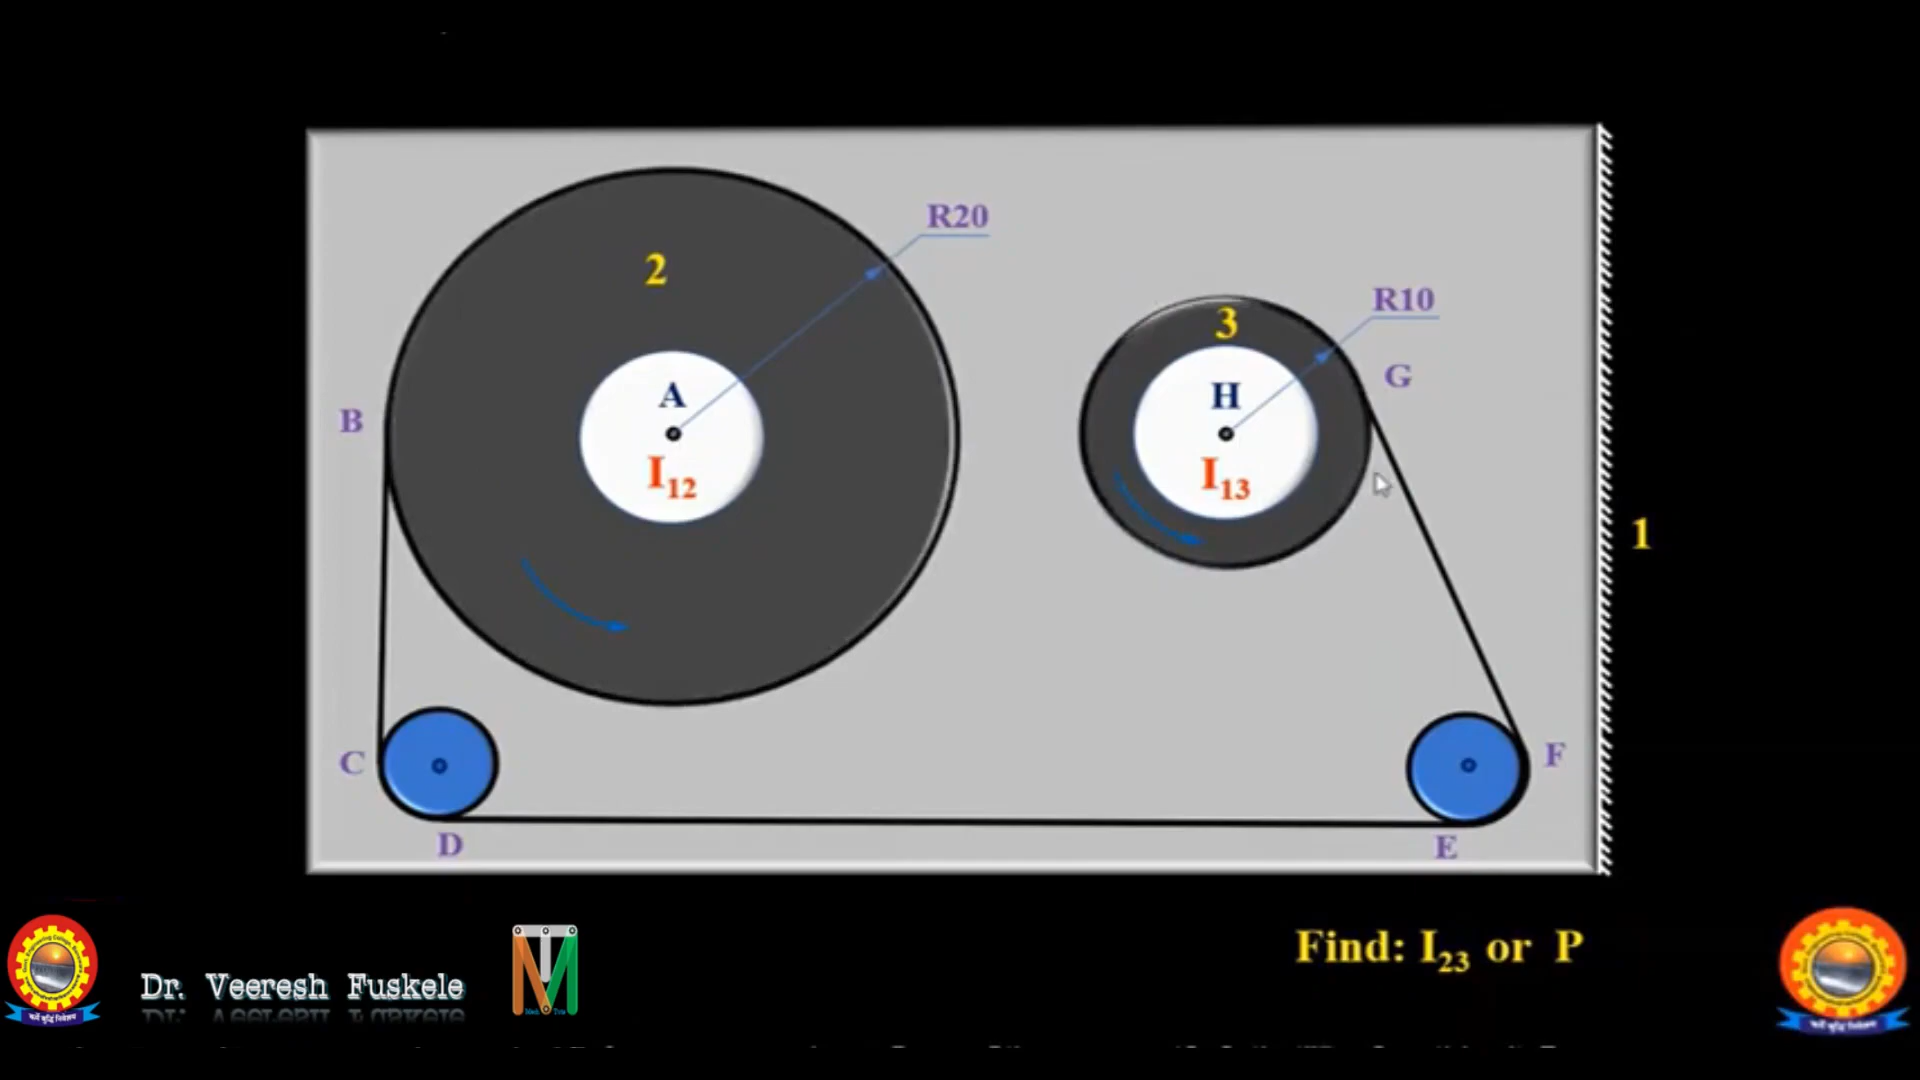 R20
2
R10
3
G
A
H
B
I12
I13
1
C
F
D
E
Find: I23 or P
Dr. Veeresh Fuskele